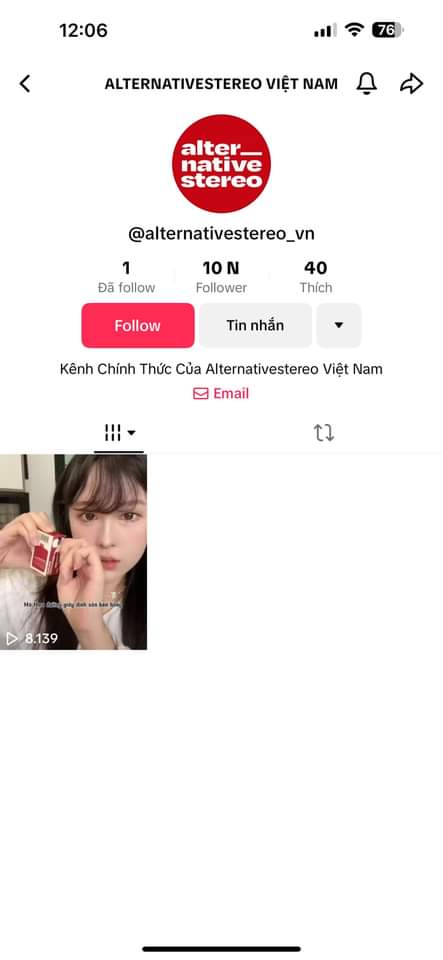 12:06
76
ALTERNATIVESTEREO VIỆT NAM
alter_
native
stereo
@alternativestereo_vn
1
10 N
40
Đã follow
Follower
Thích
Follow
Tin nhắn
Kênh Chính Thức Của Alternativestereo Việt Nam
Email
8.139